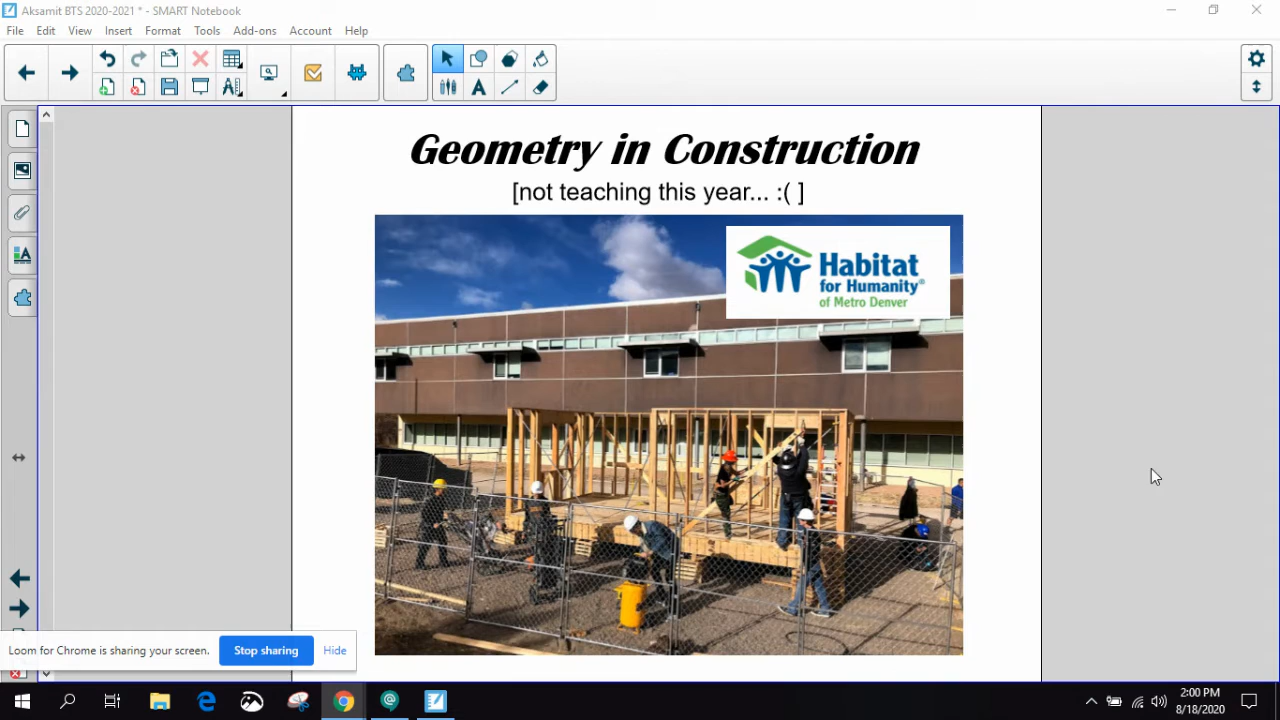 Aksamit BTS 2020-2021 * - SMART Notebook
File Edit View Insert Format Tools Add-ons Account Help
Geometry in Construction
[not teaching this year... :( ]
Habitat
for Humanity®
of Metro Denver
Loom for Chrome is sharing your screen. Stop sharing Hide
2:00 PM
8/18/2020